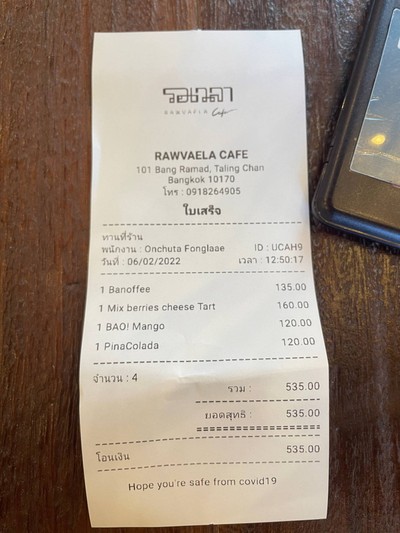 รอเวลา
RAWVAELA Cafe
RAWVAELA CAFE
101 Bang Ramad, Taling Chan
Bangkok 10170
โทร : 0918264905
ใบเสร็จ
ทานที่ร้าน
พนักงาน : Onchuta Fonglaae ID : UCAH9
วันที่ : 06/02/2022 เวลา : 12:50:17
1 Banoffee 135.00
1 Mix berries cheese Tart 160.00
1 BAO! Mango 120.00
1 PinaColada 120.00
จำนวน : 4
รวม : 535.00
ยอดสุทธิ : 535.00
โอนเงิน 535.00
Hope you're safe from covid19